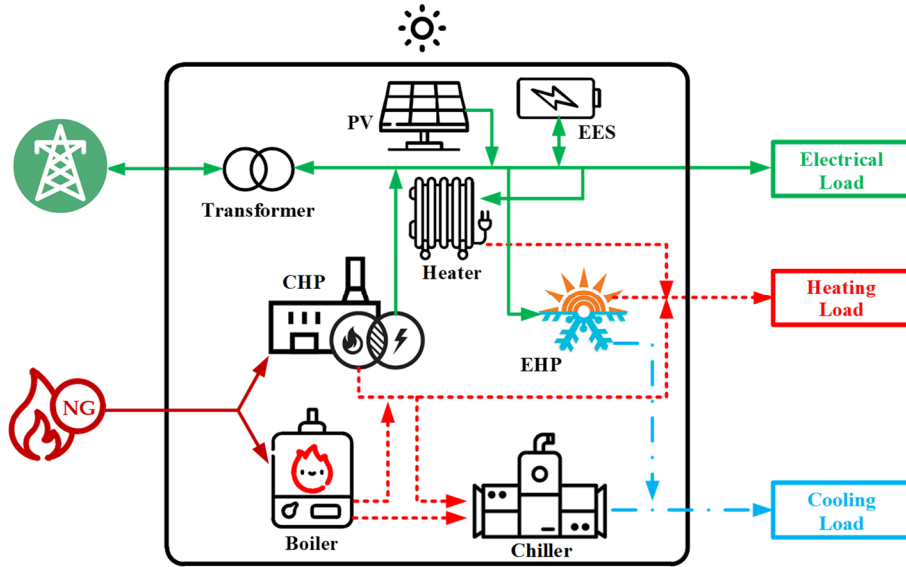 PV
EES
Electrical
Load
Transformer
Heater
CHP
Heating
Load
EHP
NG
Cooling
Load
Boiler
Chiller